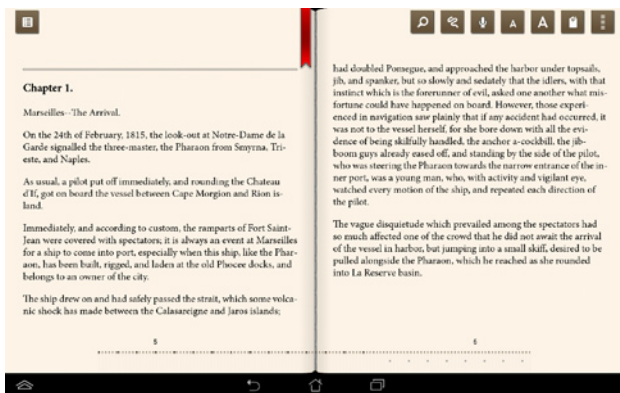 A
A
Chapter 1.
Marseilles--The Arrival.
On the 24th of February, 1815, the look-out at Notre-Dame de la
Garde signalled the three-master, the Pharaon from Smyrna, Tri-
este, and Naples.
As usual, a pilot put off immediately, and rounding the Chateau
d'If, got on board the vessel between Cape Morgion and Rion is-
land.
Immediately, and according to custom, the ramparts of Fort Saint-
Jean were covered with spectators; it is always an event at Marseilles
for a ship to come into port, especially when this ship, like the Phar-
aon, has been built, rigged, and laden at the old Phocee docks, and
belongs to an owner of the city.
The ship drew on and had safely passed the strait, which some volca-
nic shock has made between the Calasareigne and Jaros islands;
5
had doubled Pomegue, and approached the harbor under topsails,
jib, and spanker, but so slowly and sedately that the idlers, with that
instinct which is the forerunner of evil, asked one another what mis-
fortune could have happened on board. However, those experi-
enced in navigation saw plainly that if any accident had occurred, it
was not to the vessel herself, for she bore down with all the evi-
dence of being skilfully handled, the anchor a-cockbill, the jib-
boom guys already eased off, and standing by the side of the pilot,
who was steering the Pharaon towards the narrow entrance of the in-
ner port, was a young man, who, with activity and vigilant eye,
watched every motion of the ship, and repeated each direction of
the pilot.
The vague disquietude which prevailed among the spectators had
so much affected one of the crowd that he did not await the arrival
of the vessel in harbor, but jumping into a small skiff, desired to be
pulled alongside the Pharaon, which he reached as she rounded
into La Reserve basin.
6